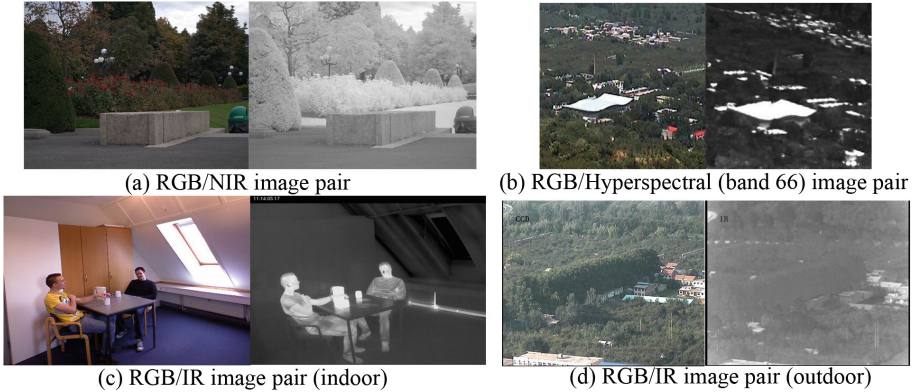 (a) RGB/NIR image pair
(b) RGB/Hyperspectral (band 66) image pair
11:14:05.17
CCD
IR
(c) RGB/IR image pair (indoor)
(d) RGB/IR image pair (outdoor)